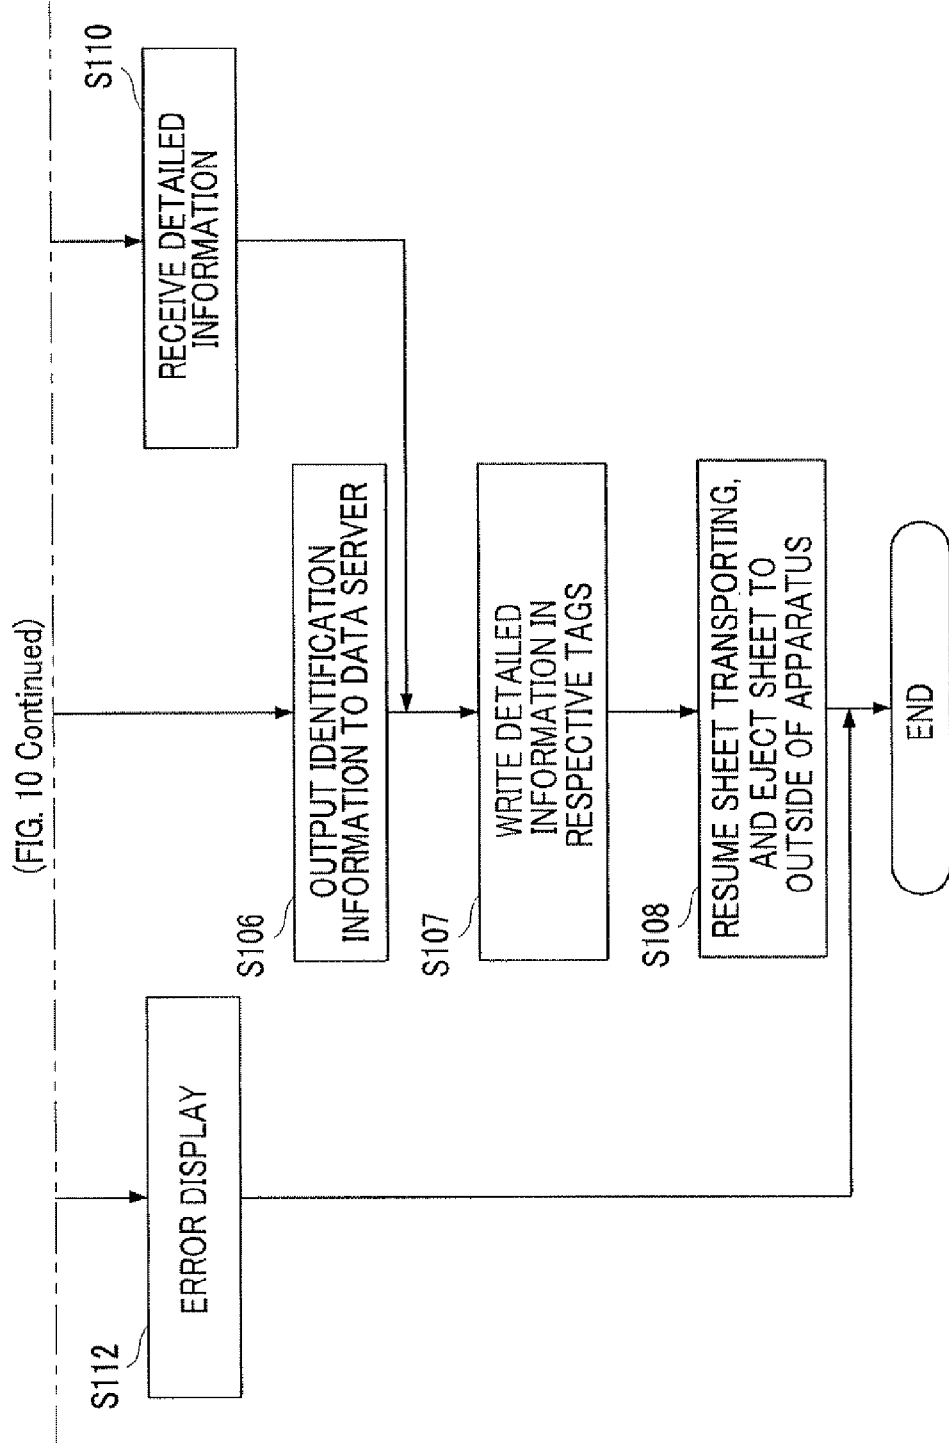 (FIG. 10 Continued)
S112
ERROR DISPLAY
S106
OUTPUT IDENTIFICATION
INFORMATION TO DATA SERVER
S110
RECEIVE DETAILED
INFORMATION
S107
WRITE DETAILED
INFORMATION IN
RESPECTIVE TAGS
S108
RESUME SHEET TRANSPORTING,
AND EJECT SHEET TO
OUTSIDE OF APPARATUS
END